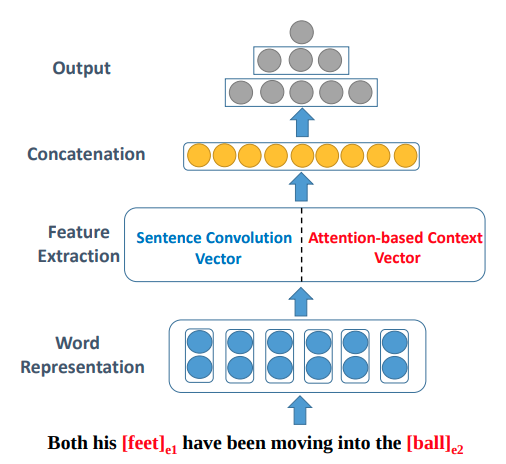 Output
Concatenation
Feature
Extraction
Sentence Convolution
Vector
Attention-based Context
Vector
Word
Representation
Both his [feet]e1 have been moving into the [ball]e2